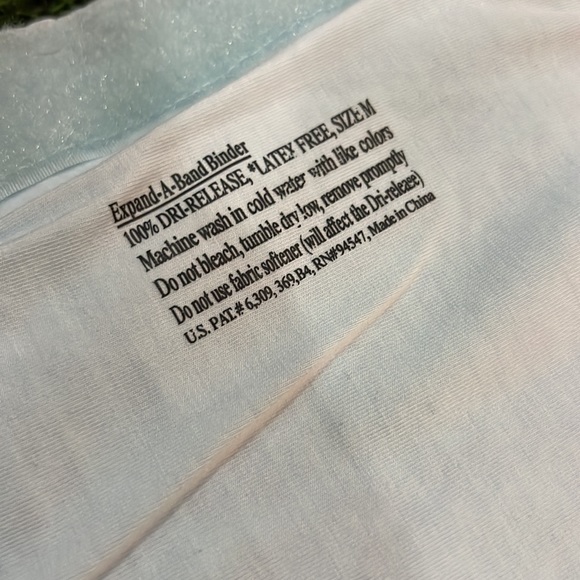 Expand-A-Band Binder
100% DRI-RELEASE, *LATEX FREE, SIZE M
Machine wash in cold water with like colors
Do not bleach, tumble dry low, remove promptly
Do not use fabric softener (will affect the Dri-release)
U.S. PAT.# 6,309, 369,B4, RN#94547, Made in China